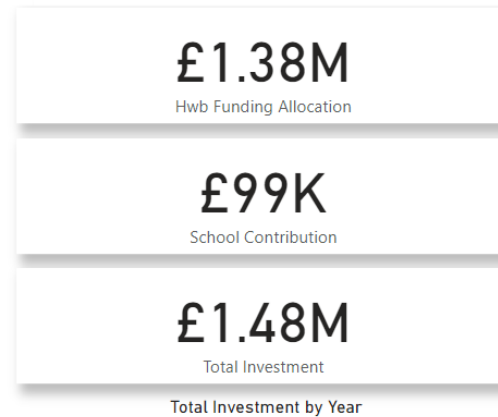 £1.38M
Hwb Funding Allocation
£99K
School Contribution
£1.48M
Total Investment
Total Investment by Year